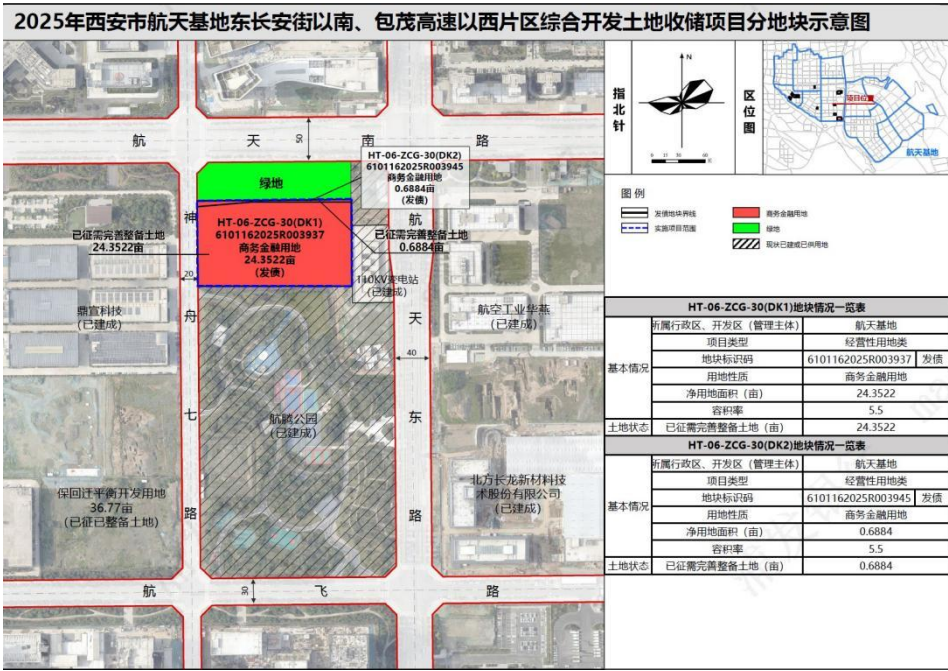 2025年西安市航天基地东长安街以南、包茂高速以西片区综合开发土地收储项目分地块示意图
航 天 南 路
50
绿地
HT-06-ZCG-30(DK2)
6101162025R003945
商务金融用地
0.6884亩
(发债)
HT-06-ZCG-30(DK1)
6101162025R003937
商务金融用地
24.3522亩
(发债)
已征需完善整备土地
24.3522亩
已征需完善整备土地
0.6884亩
20
110KV变电站
(已建成)
神 舟 七 路
航 天 东 路
鼎宣科技
(已建成)
航空工业华燕
(已建成)
40
航腾公园
(已建成)
保回迁平衡开发用地
36.77亩
(已征已整备土地)
北方长龙新材料技
术股份有限公司
(已建成)
航 飞 路
30
指北针
N
区位图
项目位置
航天基地
图 例
发债地块界线
商务金融用地
实施项目范围
绿地
现状已建或已供用地
HT-06-ZCG-30(DK1)地块情况一览表
基本情况
所属行政区、开发区(管理主体) 航天基地
项目类型 经营性用地类
地块标识码 6101162025R003937 发债
用地性质 商务金融用地
净用地面积(亩) 24.3522
容积率 5.5
土地状态 已征需完善整备土地(亩) 24.3522
HT-06-ZCG-30(DK2)地块情况一览表
基本情况
所属行政区、开发区(管理主体) 航天基地
项目类型 经营性用地类
地块标识码 6101162025R003945 发债
用地性质 商务金融用地
净用地面积(亩) 0.6884
容积率 5.5
土地状态 已征需完善整备土地(亩) 0.6884